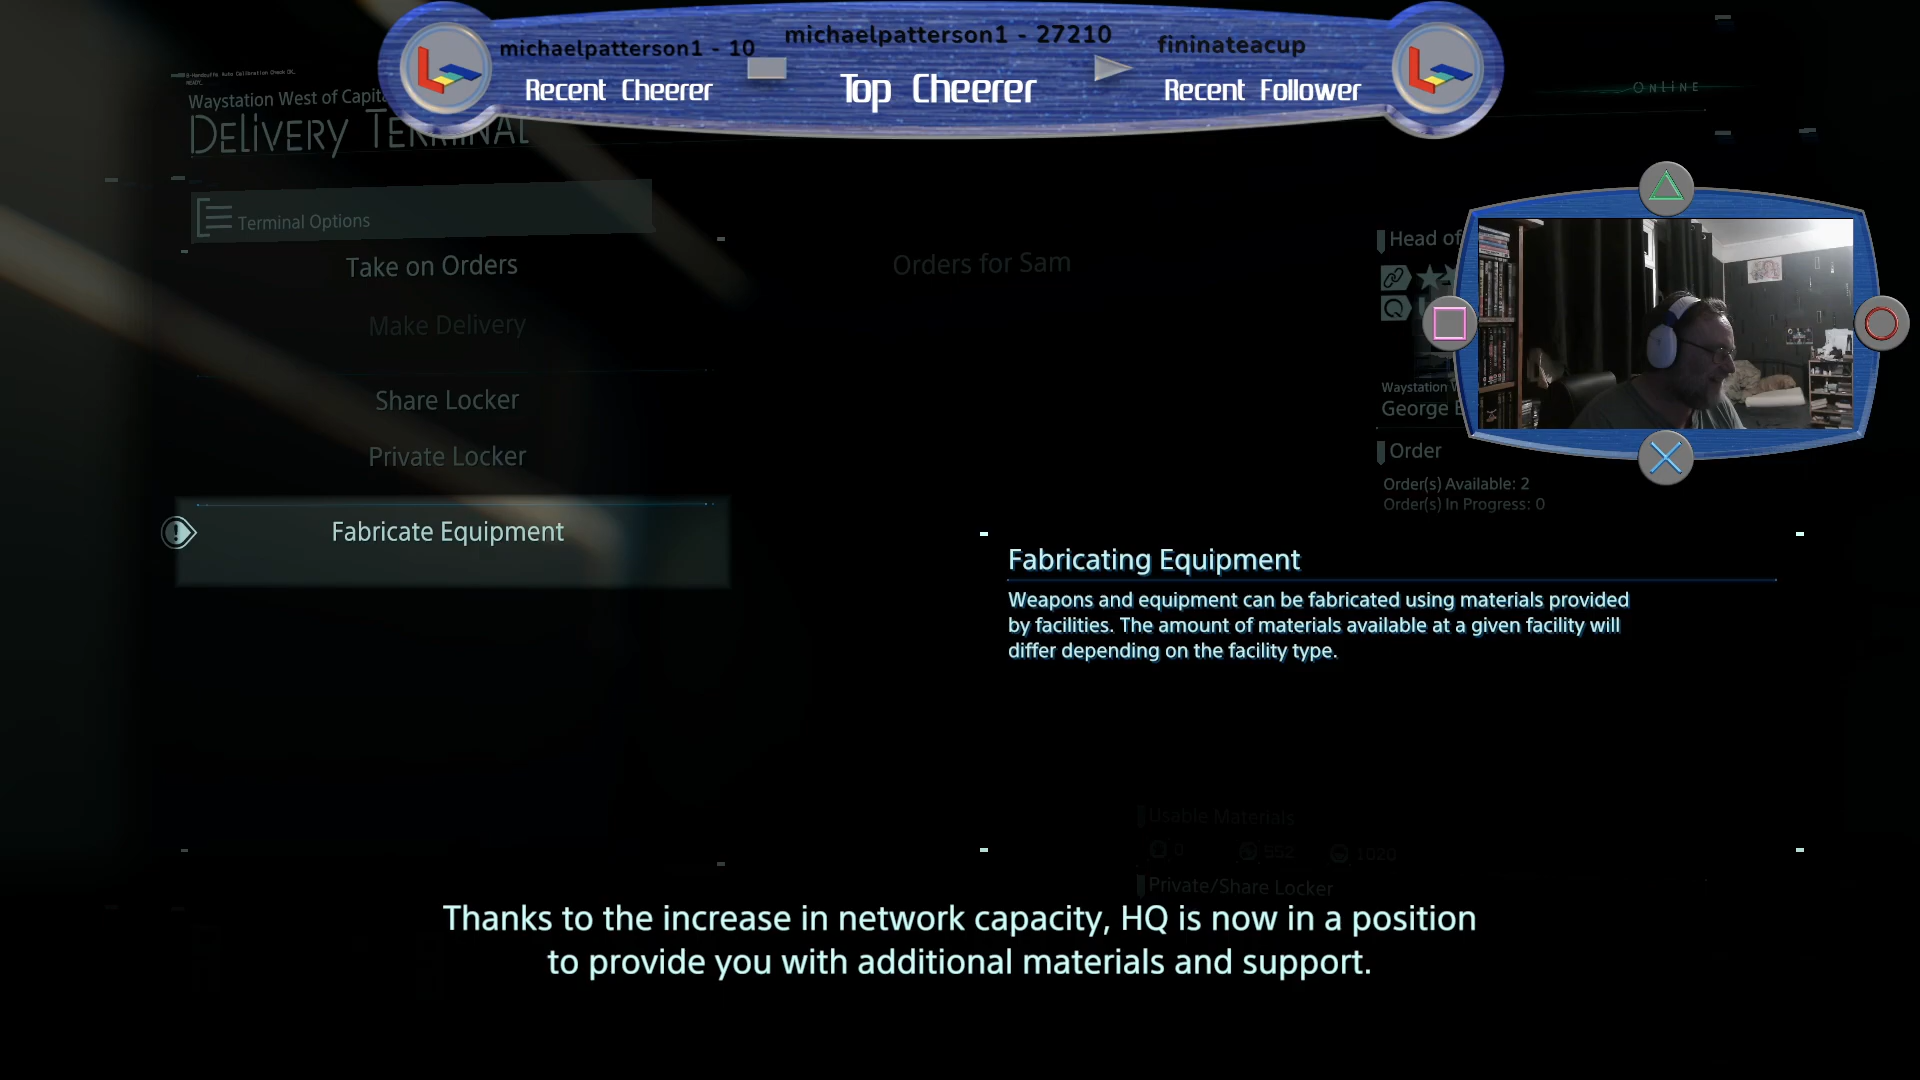 michaelpatterson1 - 10
Recent Cheerer
michaelpatterson1 - 27210
Top Cheerer
fininateacup
Recent Follower
Waystation West of Capit
Delivery Terminal
OnLine
Terminal Options
Take on Orders
Make Delivery
Share Locker
Private Locker
Fabricate Equipment
Orders for Sam
Head of
Waystation
George
Order
Order(s) Available: 2
Order(s) In Progress: 0
Fabricating Equipment
Weapons and equipment can be fabricated using materials provided
by facilities. The amount of materials available at a given facility will
differ depending on the facility type.
Usable Materials
0 552 1020
Private/Share Locker
Thanks to the increase in network capacity, HQ is now in a position
to provide you with additional materials and support.